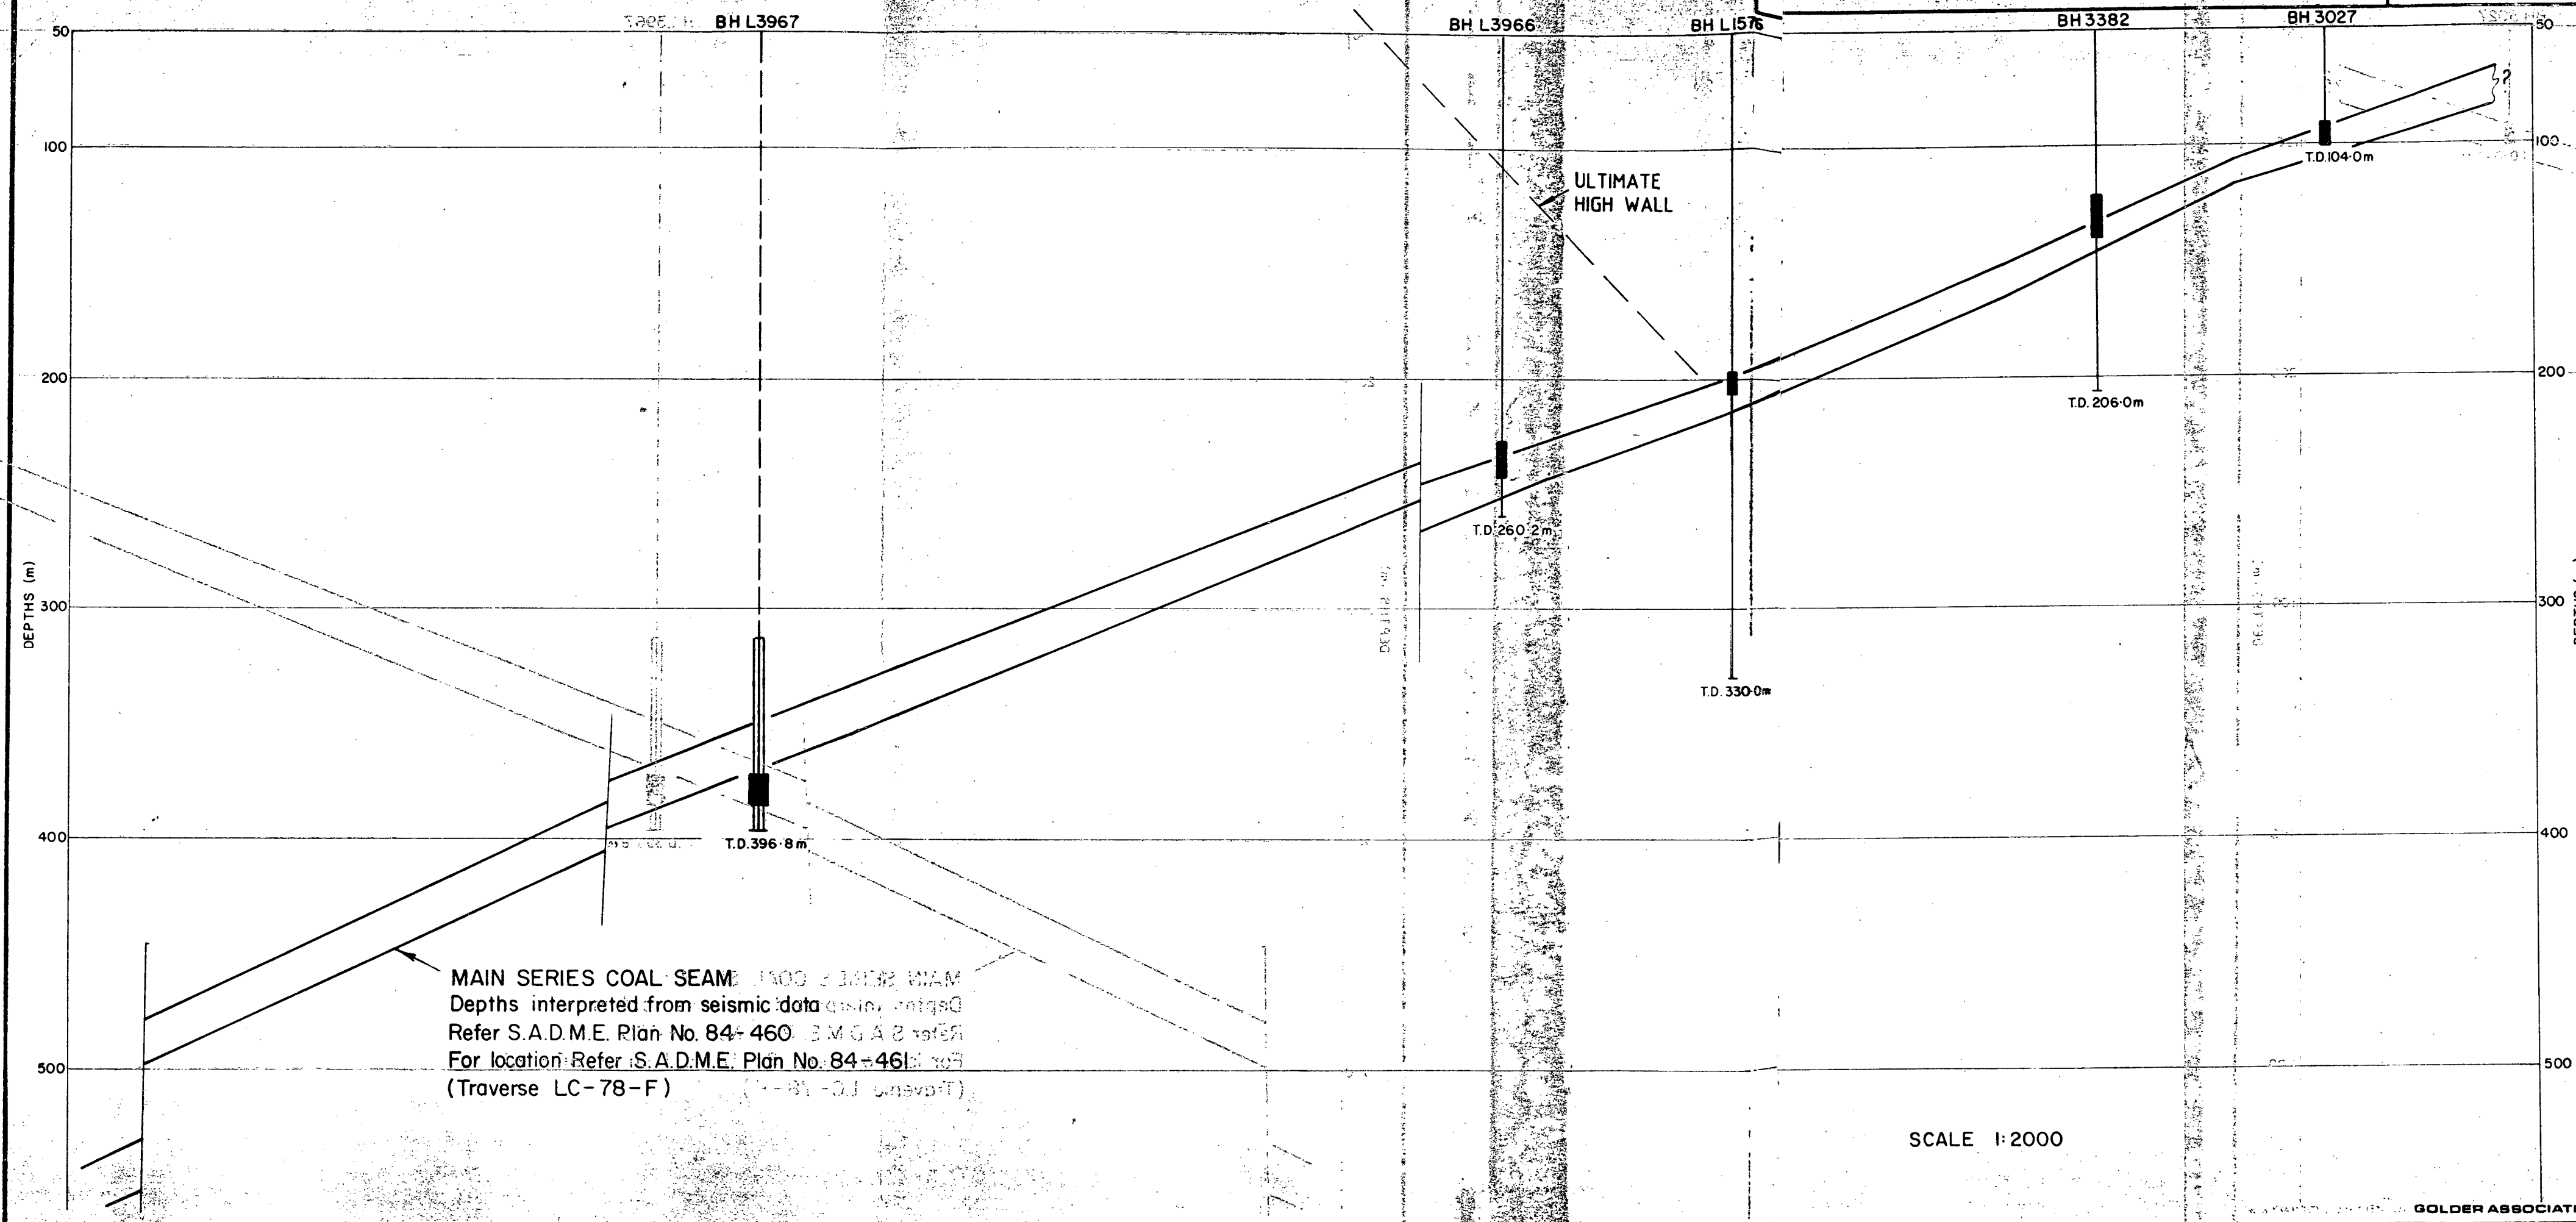 BH L3967
BH L3966
BH L1576
BH 3382
BH 3027
50
50
100
100
200
200
300
300
400
400
500
500
DEPTHS (m)
?
T.D.104·0m
ULTIMATE
HIGH WALL
T.D. 206·0m
T.D. 260·2m
T.D. 330·0m
T.D. 396·8m
MAIN SERIES COAL SEAM
Depths interpreted from seismic data
Refer S.A.D.M.E. Plan No. 84-460
For location Refer S.A.D.M.E. Plan No. 84-461
(Traverse LC-78-F)
SCALE 1:2000
GOLDER ASSOCIAT